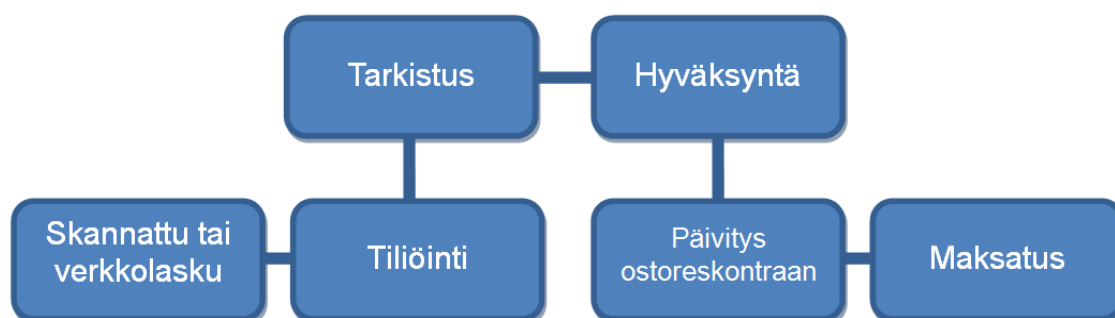 Tarkistus
Hyväksyntä
Skannattu tai
verkkolasku
Tiliöinti
Päivitys
ostoreskontraan
Maksatus